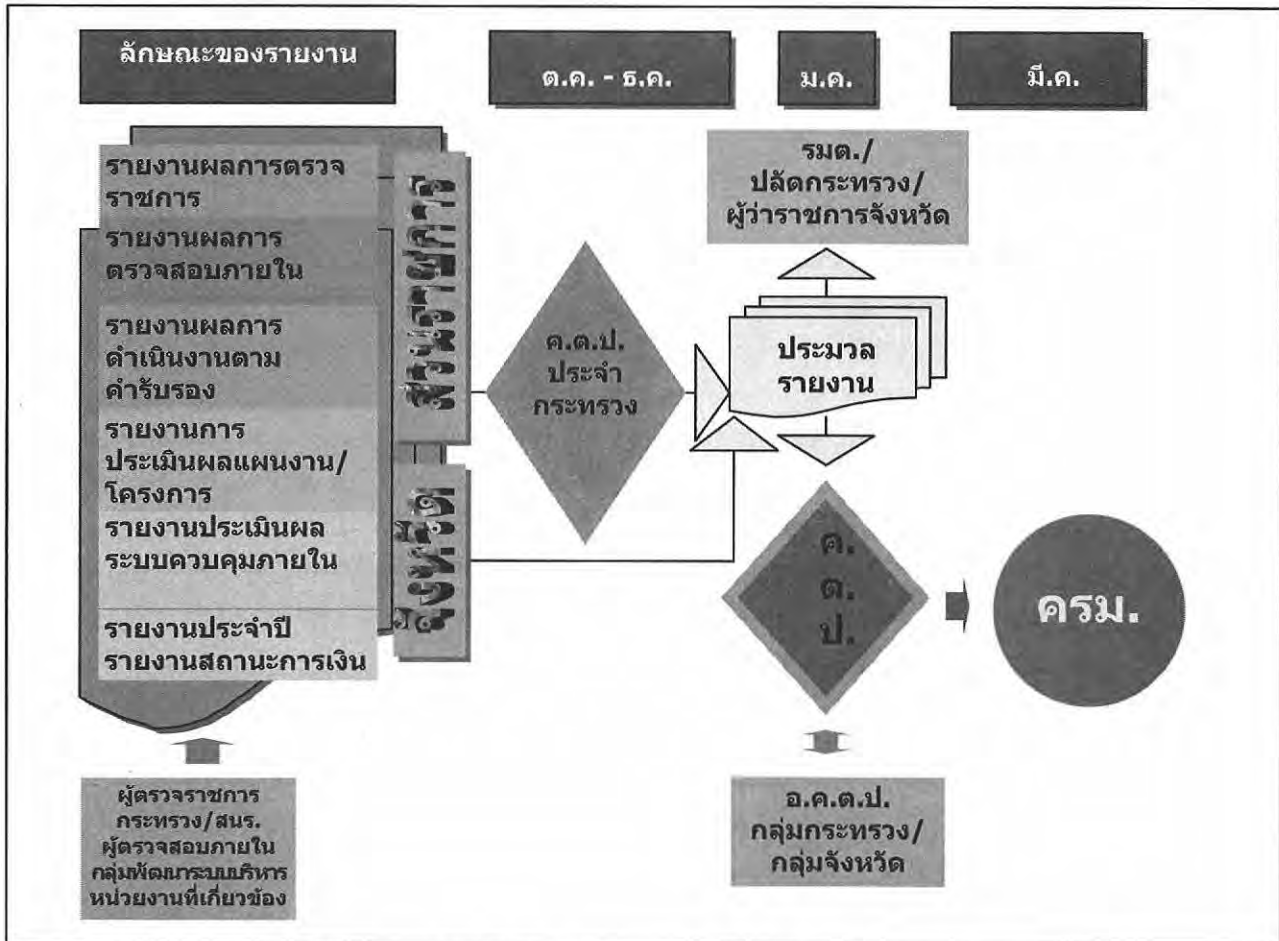 ลักษณะของรายงาน
ต.ค. - ธ.ค.
ม.ค.
มี.ค.
รายงานผลการตรวจ
ราชการ
รายงานผลการ
ตรวจสอบภายใน
รายงานผลการ
ดำเนินงานตาม
คำรับรอง
รายงานการ
ประเมินผลแผนงาน/
โครงการ
รายงานประเมินผล
ระบบควบคุมภายใน
รายงานประจำปี
รายงานสถานะการเงิน
ผู้ตรวจราชการ
กระทรวง/สนร.
ผู้ตรวจสอบภายใน
กลุ่มพัฒนาระบบบริหาร
หน่วยงานที่เกี่ยวข้อง
ส่วนราชการ
จังหวัด
ค.ต.ป.
ประจำ
กระทรวง
รมต./
ปลัดกระทรวง/
ผู้ว่าราชการจังหวัด
ประมวล
รายงาน
ค.
ต.
ป.
อ.ค.ต.ป.
กลุ่มกระทรวง/
กลุ่มจังหวัด
ครม.